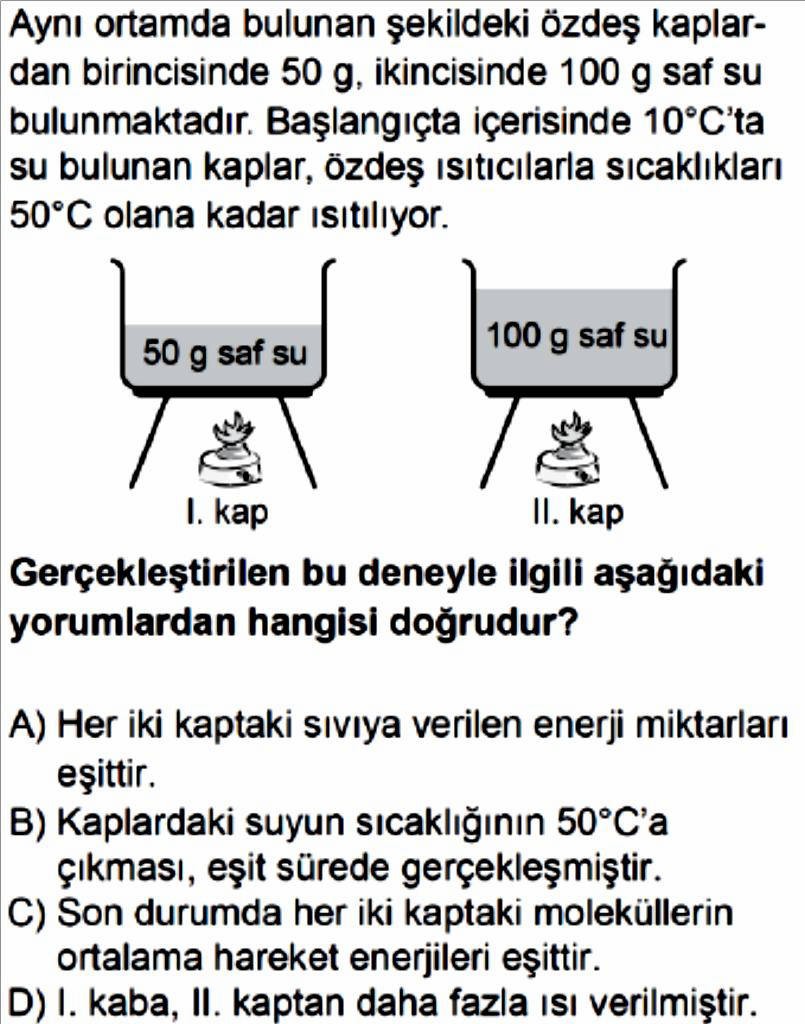 Aynı ortamda bulunan şekildeki özdeş kaplar-
dan birincisinde 50 g, ikincisinde 100 g saf su
bulunmaktadır. Başlangıçta içerisinde 10°C'ta
su bulunan kaplar, özdeş ısıtıcılarla sıcaklıkları
50°C olana kadar ısıtılıyor.
50 g saf su
100 g saf su
I. kap
II. kap
Gerçekleştirilen bu deneyle ilgili aşağıdaki
yorumlardan hangisi doğrudur?
A) Her iki kaptaki sıvıya verilen enerji miktarları
eşittir.
B) Kaplardaki suyun sıcaklığının 50°C'a
çıkması, eşit sürede gerçekleşmiştir.
C) Son durumda her iki kaptaki moleküllerin
ortalama hareket enerjileri eşittir.
D) I. kaba, II. kaptan daha fazla ısı verilmiştir.